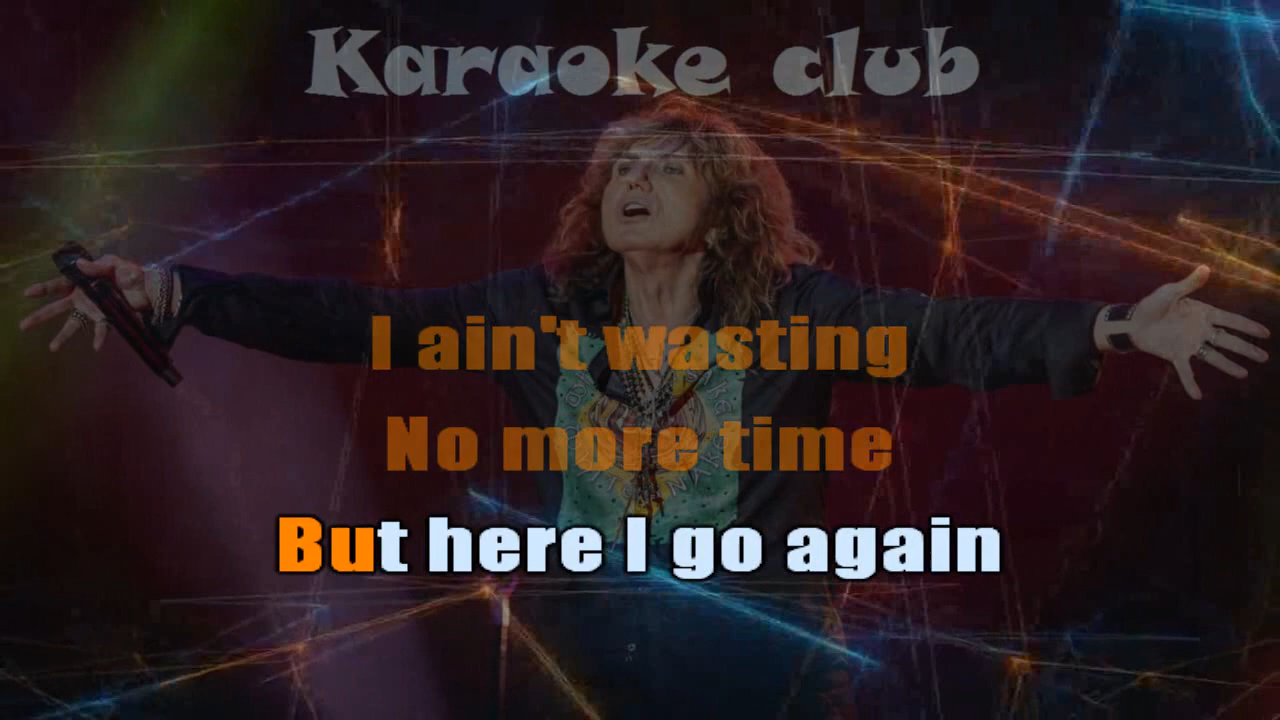 Karaoke club
I ain't wasting
No more time
But here I go again